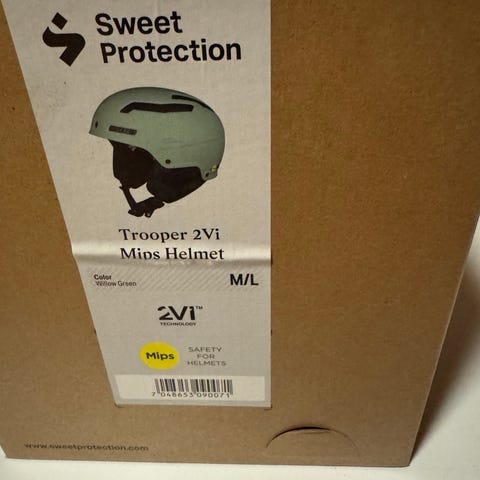 Sweet
Protection
Trooper 2Vi
Mips Helmet
Color
Willow Green
M/L
2Vi™
TECHNOLOGY
Mips
SAFETY
FOR
HELMETS
7 048653 090071
www.sweetprotection.com